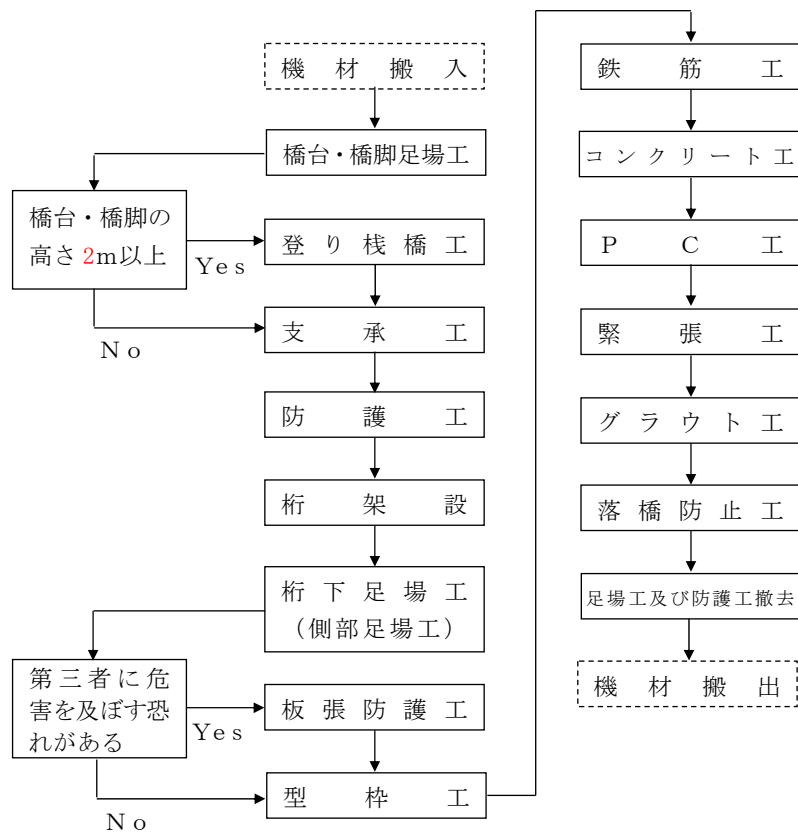 機材搬入
橋台・橋脚足場工
橋台・橋脚の
高さ2m以上
Yes
No
登り桟橋工
支承工
防護工
桁架設
桁下足場工
(側部足場工)
第三者に危
害を及ぼす恐
れがある
Yes
No
板張防護工
型枠工
鉄筋工
コンクリート工
PC工
緊張工
グラウト工
落橋防止工
足場工及び防護工撤去
機材搬出